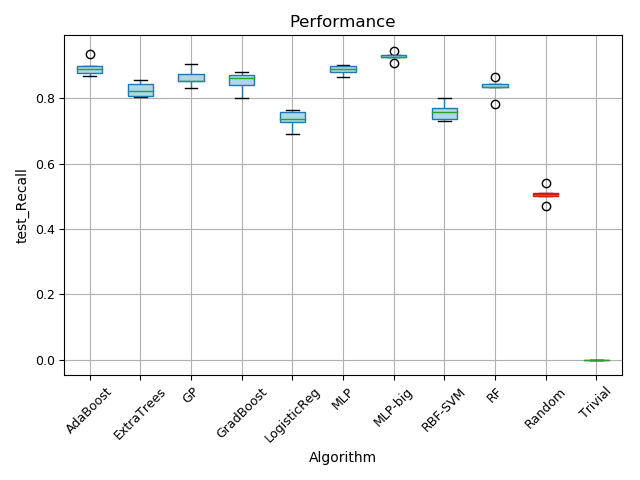 Performance
test_Recall
0.8
0.6
0.4
0.2
0.0
AdaBoost
ExtraTrees
GP
GradBoost
LogisticReg
MLP
MLP-big
RBF-SVM
RF
Random
Trivial
Algorithm